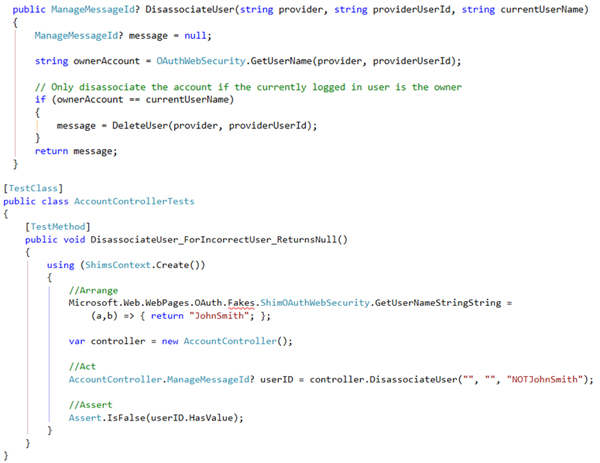 public ManageMessageId? DisassociateUser(string provider, string providerUserId, string currentUserName)
{
ManageMessageId? message = null;
string ownerAccount = OAuthWebSecurity.GetUserName(provider, providerUserId);
// Only disassociate the account if the currently logged in user is the owner
if (ownerAccount == currentUserName)
{
message = DeleteUser(provider, providerUserId);
}
return message;
}
[TestClass]
public class AccountControllerTests
{
[TestMethod]
public void DisassociateUser_ForIncorrectUser_ReturnsNull()
{
using (ShimsContext.Create())
{
//Arrange
Microsoft.Web.WebPages.OAuth.Fakes.ShimOAuthWebSecurity.GetUserNameStringString =
(a,b) => { return "JohnSmith"; };
var controller = new AccountController();
//Act
AccountController.ManageMessageId? userID = controller.DisassociateUser("", "", "NOTJohnSmith");
//Assert
Assert.IsFalse(userID.HasValue);
}
}
}